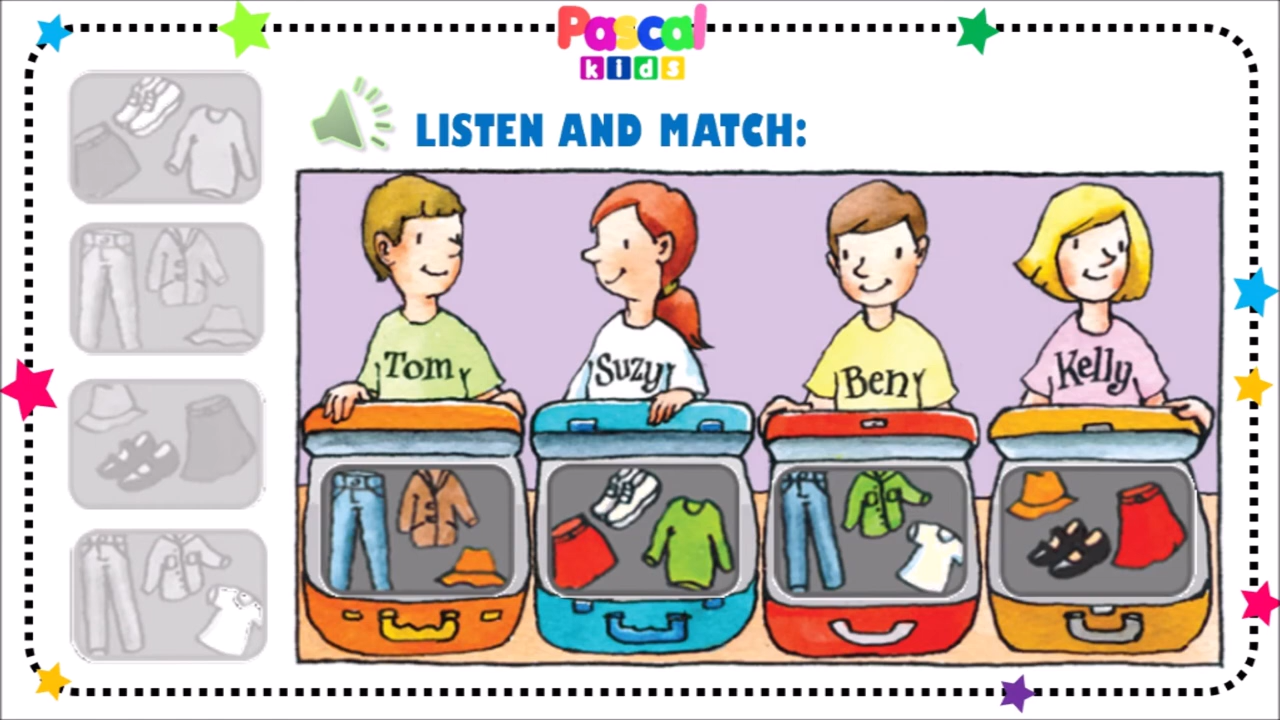 Pascal
kids
LISTEN AND MATCH:
Tom
Suzy
Ben
Kelly